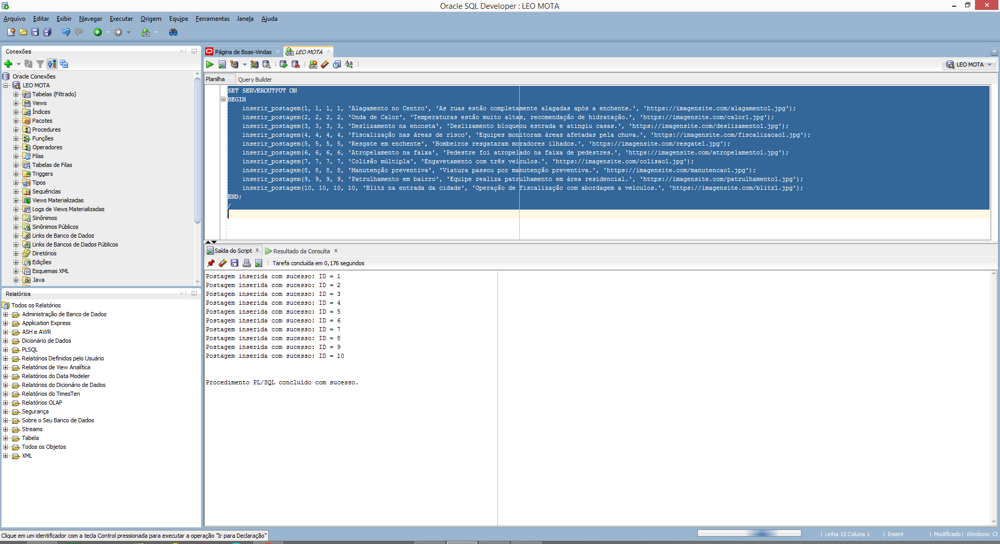 Oracle SQL Developer : LEO MOTA
Arquivo Editar Exibir Navegar Executar Origem Equipe Ferramentas Janela Ajuda
Conexões
Oracle Conexões
LEO MOTA
Tabelas (Filtrado)
Views
Índices
Pacotes
Procedures
Funções
Operadores
Filas
Tabelas de Filas
Triggers
Tipos
Sequências
Views Materializadas
Logs de Views Materializadas
Sinônimos
Sinônimos Públicos
Links de Banco de Dados
Links de Bancos de Dados Públicos
Diretórios
Edições
Esquemas XML
Java
Relatórios
Todos os Relatórios
Administração de Banco de Dados
Application Express
ASH e AWR
Dicionário de Dados
PLSQL
Relatórios Definidos pelo Usuário
Relatórios de View Analítica
Relatórios do Data Modeler
Relatórios do Dicionário de Dados
Relatórios do TimesTen
Relatórios OLAP
Segurança
Sobre o Seu Banco de Dados
Streams
Tabela
Todos os Objetos
XML
Página de Boas-Vindas LEO MOTA
LEO MOTA
Planilha Query Builder
SET SERVEROUTPUT ON
BEGIN
inserir_postagem(1, 1, 1, 1, 'Alagamento no Centro', 'As ruas estão completamente alagadas após a enchente.', 'https://imagensite.com/alagamento1.jpg');
inserir_postagem(2, 2, 2, 2, 'Onda de Calor', 'Temperaturas estão muito altas, recomendação de hidratação.', 'https://imagensite.com/calor1.jpg');
inserir_postagem(3, 3, 3, 3, 'Deslizamento na encosta', 'Deslizamento bloqueou estrada e atingiu casas.', 'https://imagensite.com/deslizamento1.jpg');
inserir_postagem(4, 4, 4, 4, 'Fiscalização nas áreas de risco', 'Equipes monitoram áreas afetadas pela chuva.', 'https://imagensite.com/fiscalizacao1.jpg');
inserir_postagem(5, 5, 5, 5, 'Resgate em enchente', 'Bombeiros resgataram moradores ilhados.', 'https://imagensite.com/resgate1.jpg');
inserir_postagem(6, 6, 6, 6, 'Atropelamento na faixa', 'Pedestre foi atropelado na faixa de pedestres.', 'https://imagensite.com/atropelamento1.jpg');
inserir_postagem(7, 7, 7, 7, 'Colisão múltipla', 'Engavetamento com três veículos.', 'https://imagensite.com/colisao1.jpg');
inserir_postagem(8, 8, 8, 8, 'Manutenção preventiva', 'Viatura passou por manutenção preventiva.', 'https://imagensite.com/manutencao1.jpg');
inserir_postagem(9, 9, 9, 9, 'Patrulhamento em bairro', 'Equipe realiza patrulhamento em área residencial.', 'https://imagensite.com/patrulhamento1.jpg');
inserir_postagem(10, 10, 10, 10, 'Blitz na entrada da cidade', 'Operação de fiscalização com abordagem a veículos.', 'https://imagensite.com/blitz1.jpg');
END;
/
Saída do Script Resultado da Consulta
Tarefa concluída em 0,176 segundos
Postagem inserida com sucesso: ID = 1
Postagem inserida com sucesso: ID = 2
Postagem inserida com sucesso: ID = 3
Postagem inserida com sucesso: ID = 4
Postagem inserida com sucesso: ID = 5
Postagem inserida com sucesso: ID = 6
Postagem inserida com sucesso: ID = 7
Postagem inserida com sucesso: ID = 8
Postagem inserida com sucesso: ID = 9
Postagem inserida com sucesso: ID = 10
Procedimento PL/SQL concluído com sucesso.
Clique em um identificador com a tecla Control pressionada para executar a operação "Ir para Declaração"
| Linha 15 Coluna 1 | Inserir | Modificado | Windows: CF